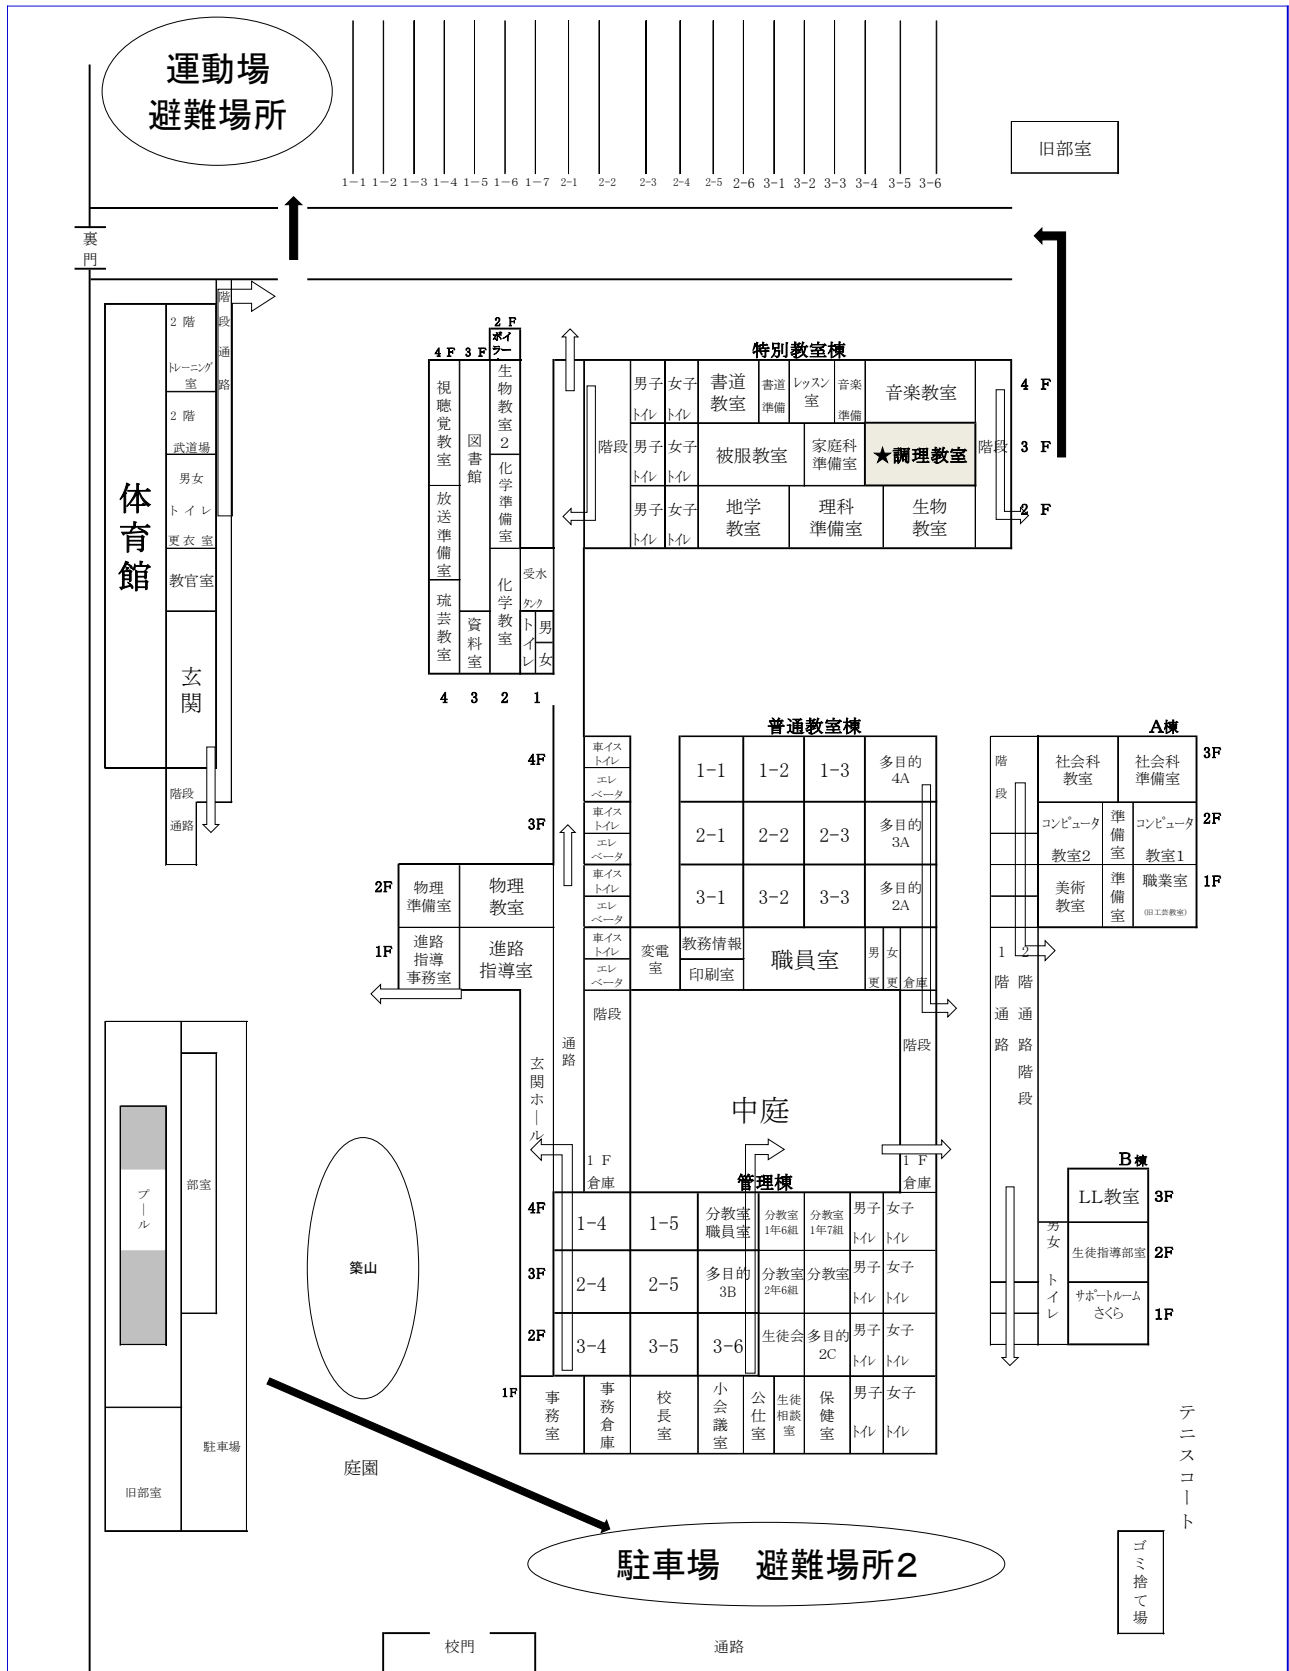 運動場
避難場所
旧部室
1－1 1－2 1－3 1－4 1－5 1－6 1－7 2-1 2-2 2-3 2-4 2-5 2-6 3-1 3-2 3-3 3-4 3-5 3-6
裏門
階段通路
2 階
トレーニング
室
2 階
武道場
男女
トイレ
更衣室
教官室
玄関
体育館
階段
通路
4 F
3 F
2 F
ボイラー
視聴覚教室
放送準備室
琉芸教室
図書館
資料室
生物教室2
化学準備室
化学教室
受水
タンク
トイレ
男
女
4 3 2 1
特別教室棟
階段
男子
トイレ
女子
トイレ
書道
教室
書道
準備
レッスン
室
音楽
準備
音楽教室
4 F
男子
トイレ
女子
トイレ
被服教室
家庭科
準備室
★調理教室
階段
3 F
男子
トイレ
女子
トイレ
地学
教室
理科
準備室
生物
教室
2 F
普通教室棟
4F
車イス
トイレ
エレ
ベータ
1-1
1-2
1-3
多目的
4A
3F
車イス
トイレ
エレ
ベータ
2-1
2-2
2-3
多目的
3A
車イス
トイレ
エレ
ベータ
3-1
3-2
3-3
多目的
2A
車イス
トイレ
エレ
ベータ
変電
室
教務情報
印刷室
職員室
男
更
女
更
倉庫
2F
物理
準備室
物理
教室
1F
進路
指導
事務室
進路
指導室
A棟
階
段
社会科
教室
社会科
準備室
3F
コンピュータ
教室2
準備室
コンピュータ
教室1
2F
美術
教室
準備室
職業室
(旧工芸教室)
1F
1階通路
2階通路階段
階段
通路
玄関ホール
階段
中庭
1 F
倉庫
1 F
倉庫
管理棟
4F
1-4
1-5
分教室
職員室
分教室
1年6組
分教室
1年7組
男子
トイレ
女子
トイレ
3F
2-4
2-5
多目的
3B
分教室
2年6組
分教室
男子
トイレ
女子
トイレ
2F
3-4
3-5
3-6
生徒会
多目的
2C
男子
トイレ
女子
トイレ
1F
事務室
事務倉庫
校長室
小会議室
公仕室
生徒
相談
室
保健室
男子
トイレ
女子
トイレ
B棟
LL教室
3F
男女トイレ
生徒指導部室
2F
サポートルーム
さくら
1F
プール
部室
築山
駐車場
旧部室
庭園
テニスコート
駐車場　避難場所2
ゴミ捨て場
校門
通路